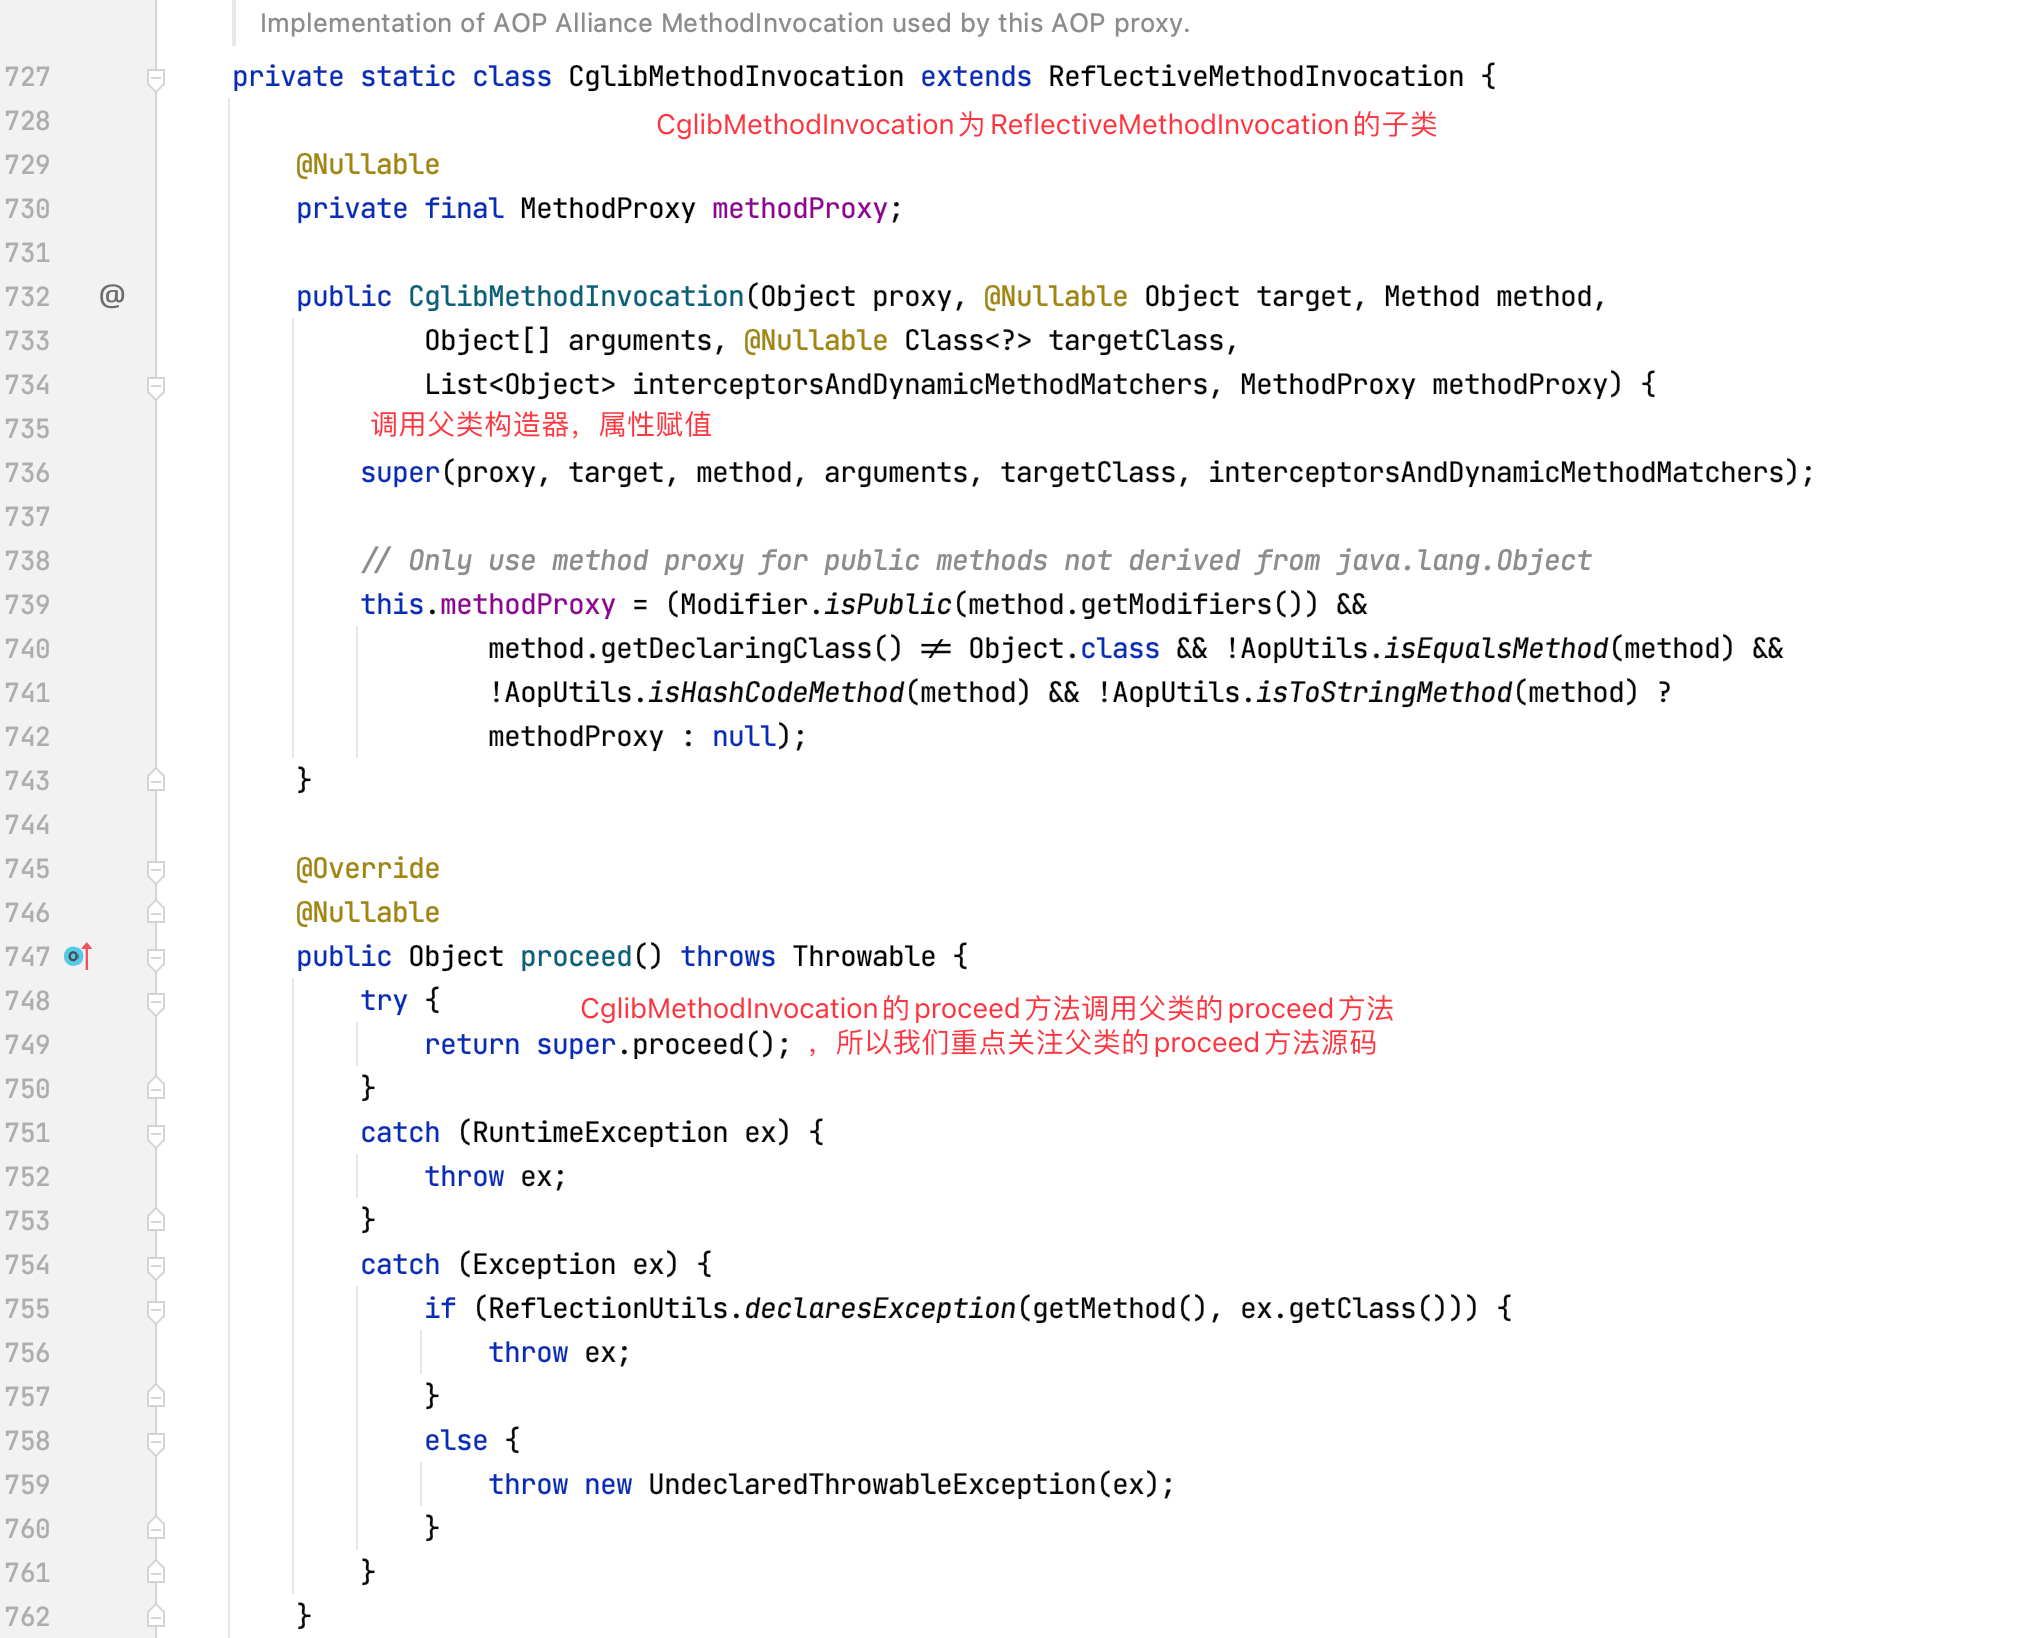 Implementation of AOP Alliance MethodInvocation used by this AOP proxy.
727 private static class CglibMethodInvocation extends ReflectiveMethodInvocation {
728 CglibMethodInvocation为ReflectiveMethodInvocation的子类
729 @Nullable
730 private final MethodProxy methodProxy;
731
732 @ public CglibMethodInvocation(Object proxy, @Nullable Object target, Method method,
733 Object[] arguments, @Nullable Class<?> targetClass,
734 List<Object> interceptorsAndDynamicMethodMatchers, MethodProxy methodProxy) {
735 调用父类构造器，属性赋值
736 super(proxy, target, method, arguments, targetClass, interceptorsAndDynamicMethodMatchers);
737
738 // Only use method proxy for public methods not derived from java.lang.Object
739 this.methodProxy = (Modifier.isPublic(method.getModifiers()) &&
740 method.getDeclaringClass() ≠ Object.class && !AopUtils.isEqualsMethod(method) &&
741 !AopUtils.isHashCodeMethod(method) && !AopUtils.isToStringMethod(method) ?
742 methodProxy : null);
743 }
744
745 @Override
746 @Nullable
747 public Object proceed() throws Throwable {
748 try { CglibMethodInvocation的proceed方法调用父类的proceed方法
749 return super.proceed(); ，所以我们重点关注父类的proceed方法源码
750 }
751 catch (RuntimeException ex) {
752 throw ex;
753 }
754 catch (Exception ex) {
755 if (ReflectionUtils.declaresException(getMethod(), ex.getClass())) {
756 throw ex;
757 }
758 else {
759 throw new UndeclaredThrowableException(ex);
760 }
761 }
762 }